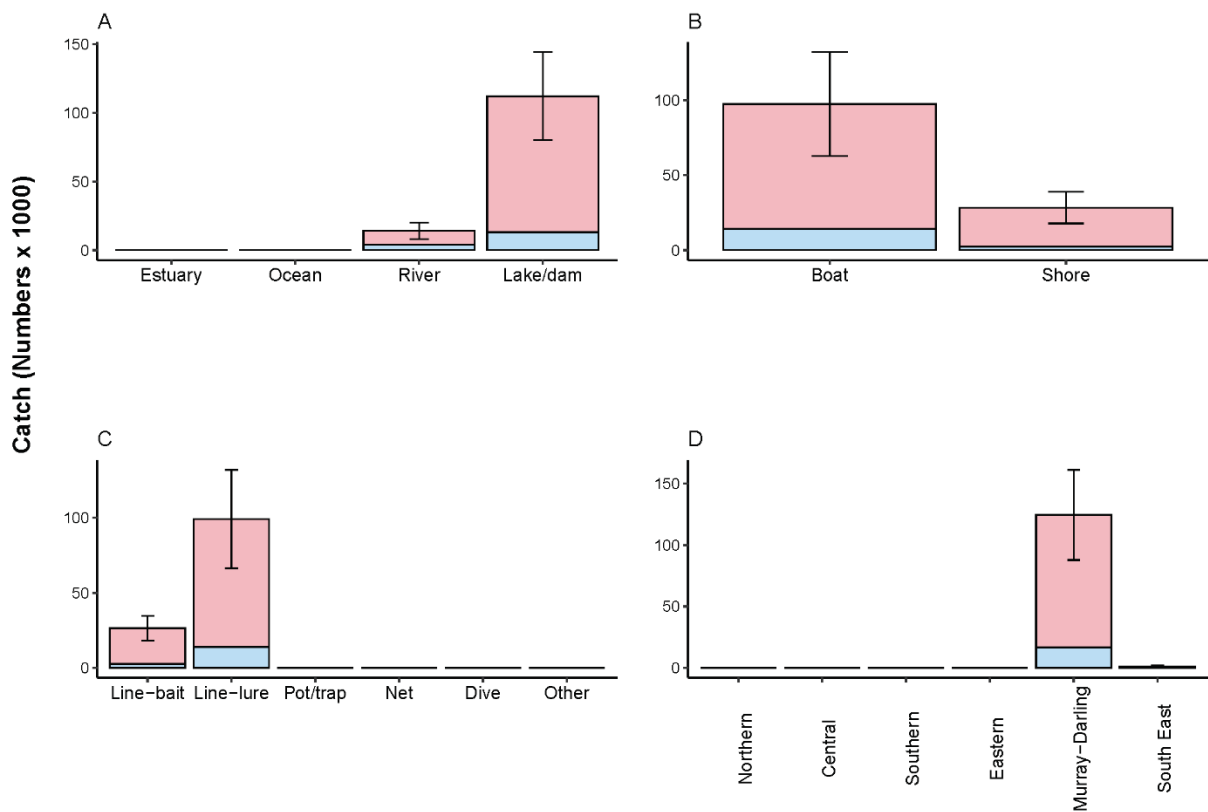 A
B
Catch (Numbers x 1000)
150
100
50
0
Estuary Ocean River Lake/dam
100
50
0
Boat Shore
C
D
100
50
0
Line-bait Line-lure Pot/trap Net Dive Other
150
100
50
0
Northern
Central
Southern
Eastern
Murray-Darling
South East